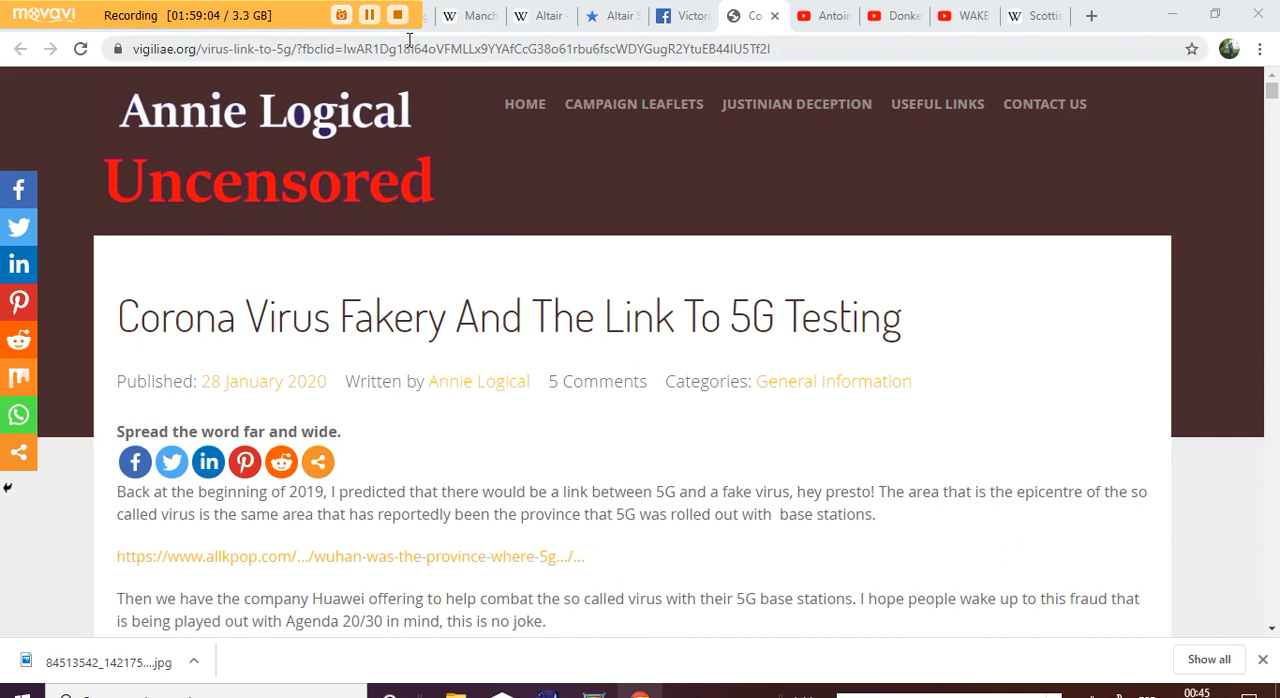 movavi Recording [01:59:04 / 3.3 GB]
Manch
Altair
Altair S
Victori
Co
Antoin
Donke
WAKE
Scottis
vigiliae.org/virus-link-to-5g/?fbclid=IwAR1Dg18I64oVFMLLx9YYAfCcG38o61rbu6fscWDYGugR2YtuEB44IU5Tf2I
Annie Logical
Uncensored
HOME CAMPAIGN LEAFLETS JUSTINIAN DECEPTION USEFUL LINKS CONTACT US
Corona Virus Fakery And The Link To 5G Testing
Published: 28 January 2020 Written by Annie Logical 5 Comments Categories: General Information
Spread the word far and wide.
Back at the beginning of 2019, I predicted that there would be a link between 5G and a fake virus, hey presto! The area that is the epicentre of the so
called virus is the same area that has reportedly been the province that 5G was rolled out with base stations.
https://www.allkpop.com/.../wuhan-was-the-province-where-5g.../...
Then we have the company Huawei offering to help combat the so called virus with their 5G base stations. I hope people wake up to this fraud that
is being played out with Agenda 20/30 in mind, this is no joke.
84513542_142175....jpg
Show all
00:45